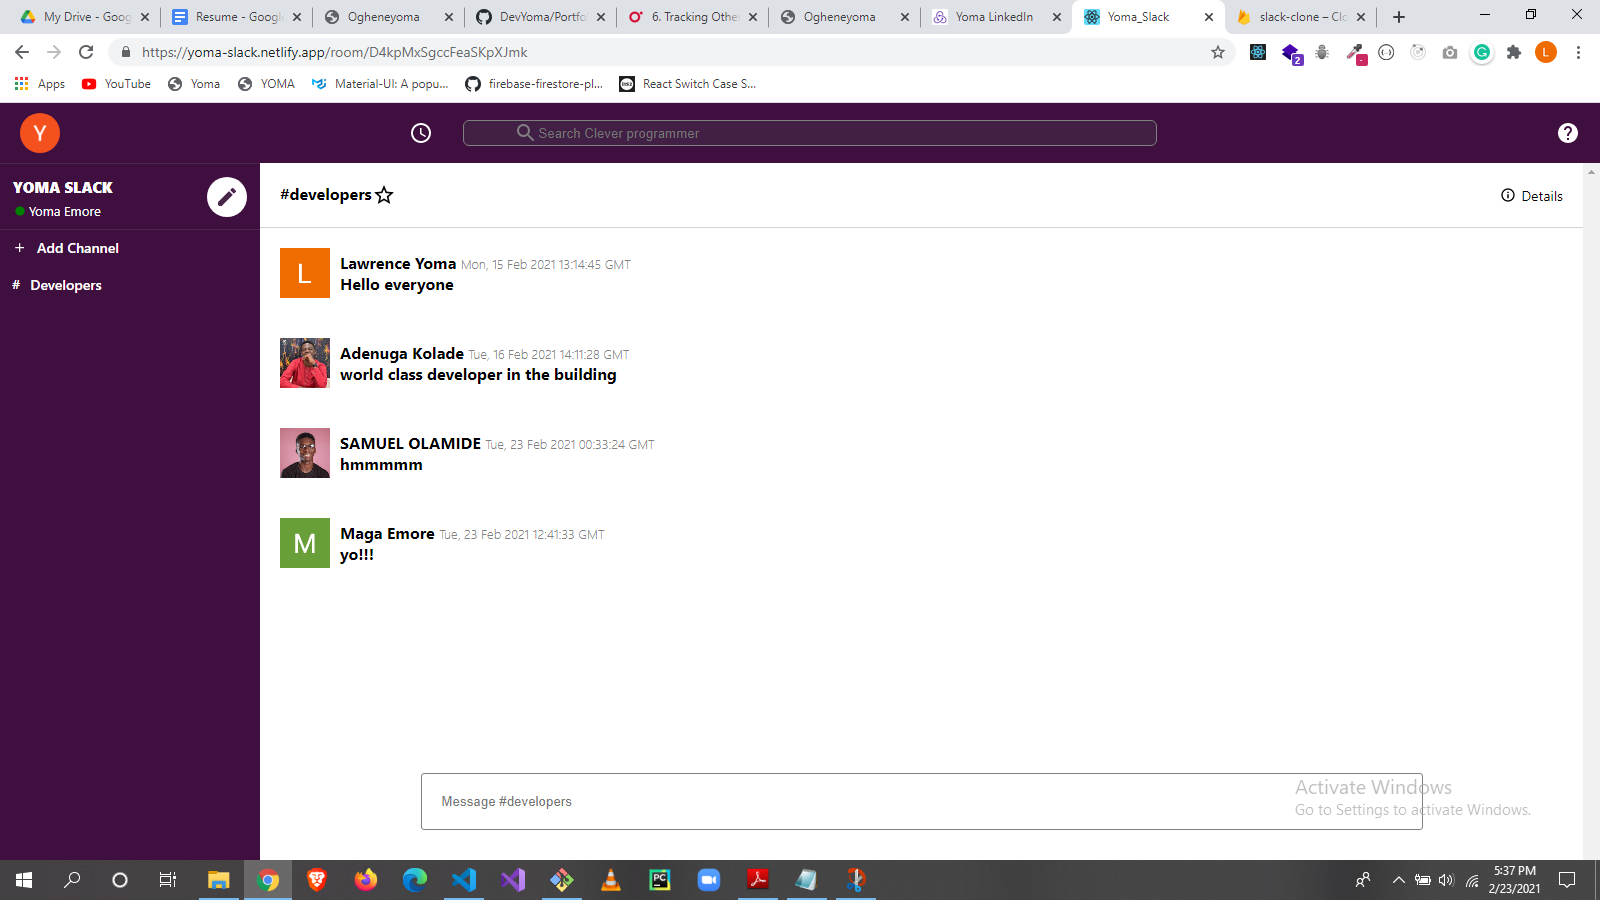 My Drive - Goog
Resume - Google
Ogheneyoma
DevYoma/Portfo
6. Tracking Othe
Ogheneyoma
Yoma LinkedIn
Yoma_Slack
slack-clone – Clo
https://yoma-slack.netlify.app/room/D4kpMxSgccFeaSKpXJmk
2
L
Apps
YouTube
Yoma
YOMA
Material-UI: A popu...
firebase-firestore-pl...
React Switch Case S...
Y
Search Clever programmer
YOMA SLACK
Yoma Emore
+ Add Channel
# Developers
#developers
Details
L
Lawrence Yoma Mon, 15 Feb 2021 13:14:45 GMT
Hello everyone
Adenuga Kolade Tue, 16 Feb 2021 14:11:28 GMT
world class developer in the building
SAMUEL OLAMIDE Tue, 23 Feb 2021 00:33:24 GMT
hmmmmm
M
Maga Emore Tue, 23 Feb 2021 12:41:33 GMT
yo!!!
Message #developers
Activate Windows
Go to Settings to activate Windows.
PC
5:37 PM
2/23/2021